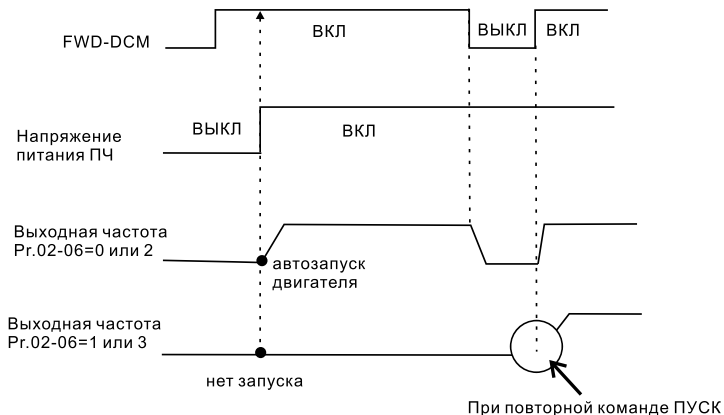 FWD-DCM
ВКЛ
ВЫКЛ
ВКЛ
Напряжение
питания ПЧ
ВЫКЛ
ВКЛ
Выходная частота
Pr.02-06=0 или 2
автозапуск
двигателя
Выходная частота
Pr.02-06=1 или 3
нет запуска
При повторной команде ПУСК